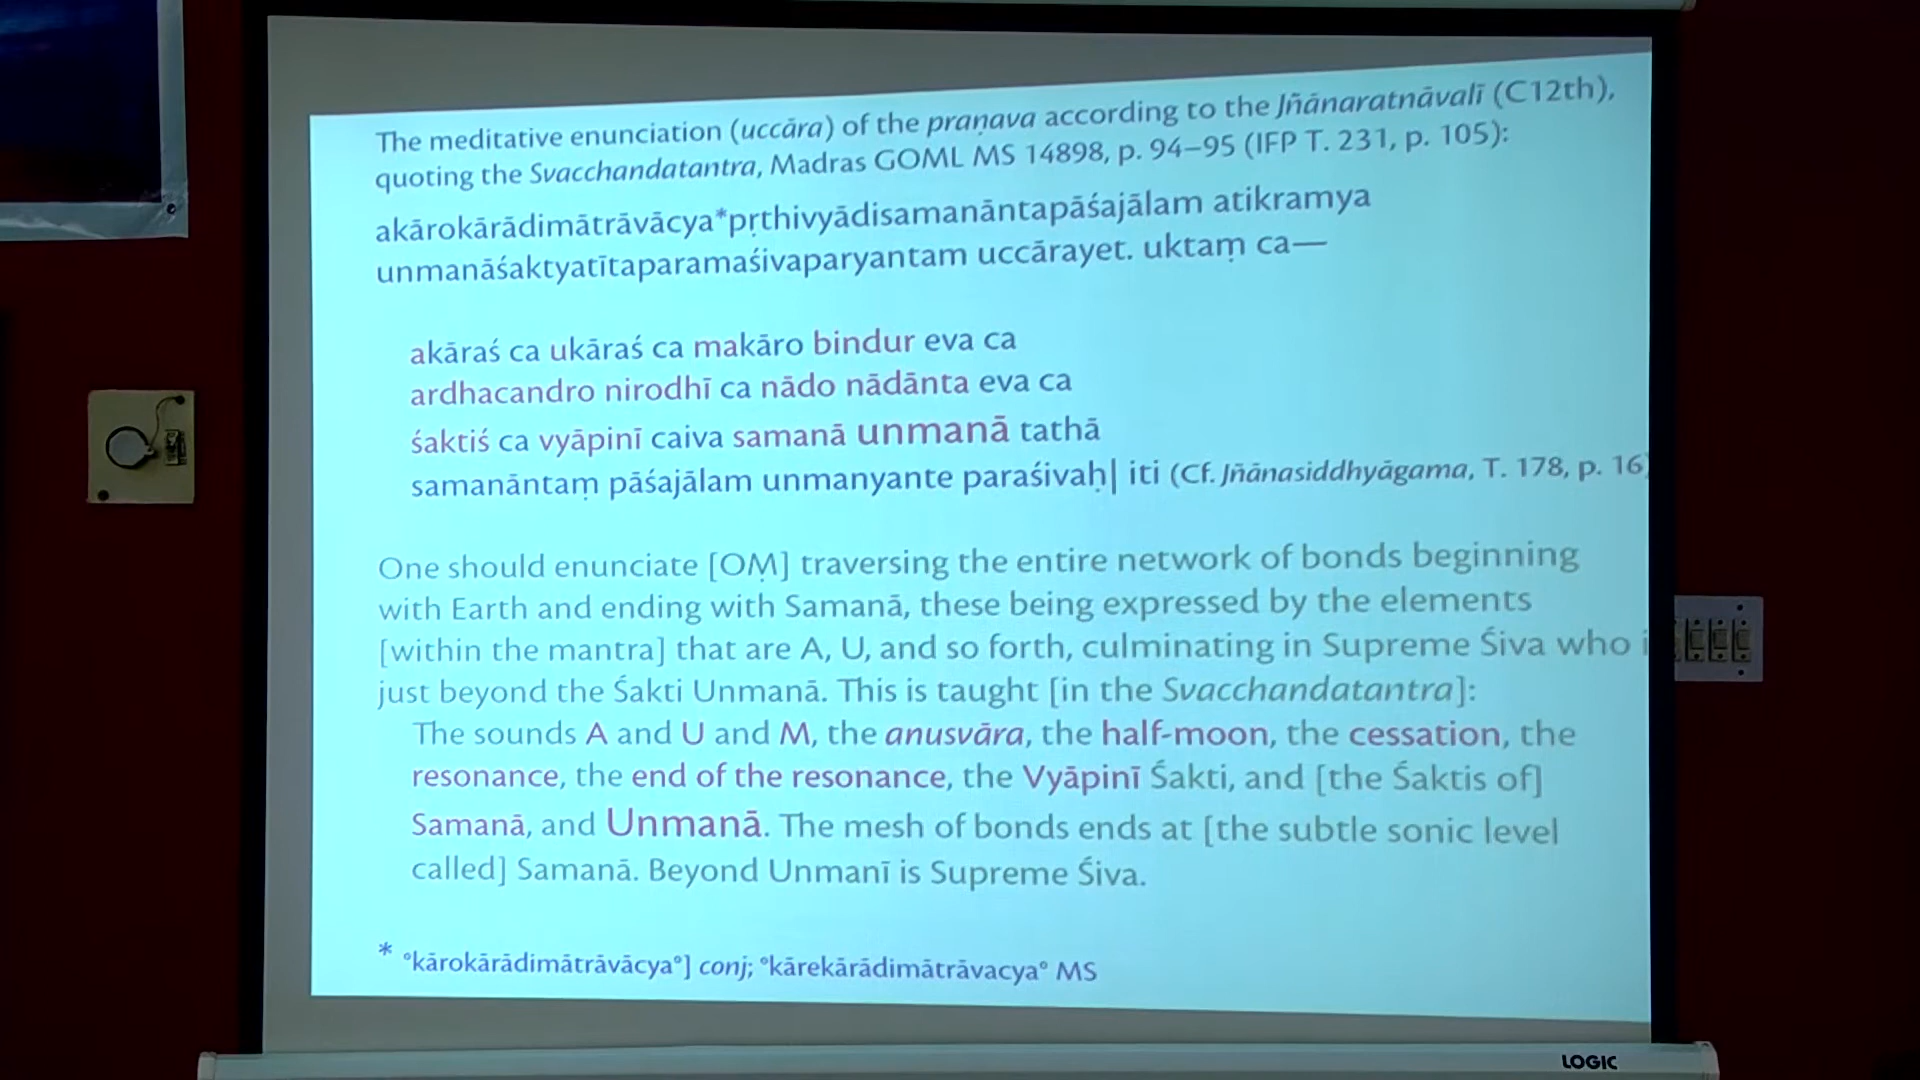 The meditative enunciation (uccāra) of the praṇava according to the Jñānaratnāvalī (C12th),
quoting the Svacchandatantra, Madras GOML MS 14898, p. 94–95 (IFP T. 231, p. 105):
akārokārādimātrāvācya*pṛthivyādisamanāntapāśajālam atikramya
unmanāśaktyatītaparamaśivaparyantam uccārayet. uktaṃ ca—
akāraś ca ukāraś ca makāro bindur eva ca
ardhacandro nirodhī ca nādo nādānta eva ca
śaktiś ca vyāpinī caiva samanā unmanā tathā
samanāntaṃ pāśajālam unmanyante paraśivaḥ| iti (Cf. Jñānasiddhyāgama, T. 178, p. 16
One should enunciate [OṂ] traversing the entire network of bonds beginning
with Earth and ending with Samanā, these being expressed by the elements
[within the mantra] that are A, U, and so forth, culminating in Supreme Śiva who
just beyond the Śakti Unmanā. This is taught [in the Svacchandatantra]:
The sounds A and U and M, the anusvāra, the half-moon, the cessation, the
resonance, the end of the resonance, the Vyāpinī Śakti, and [the Śaktis of]
Samanā, and Unmanā. The mesh of bonds ends at [the subtle sonic level
called] Samanā. Beyond Unmanī is Supreme Śiva.
* °kārokārādimātrāvācya°] conj; °kārekārādimātrāvacya° MS
LOGIC